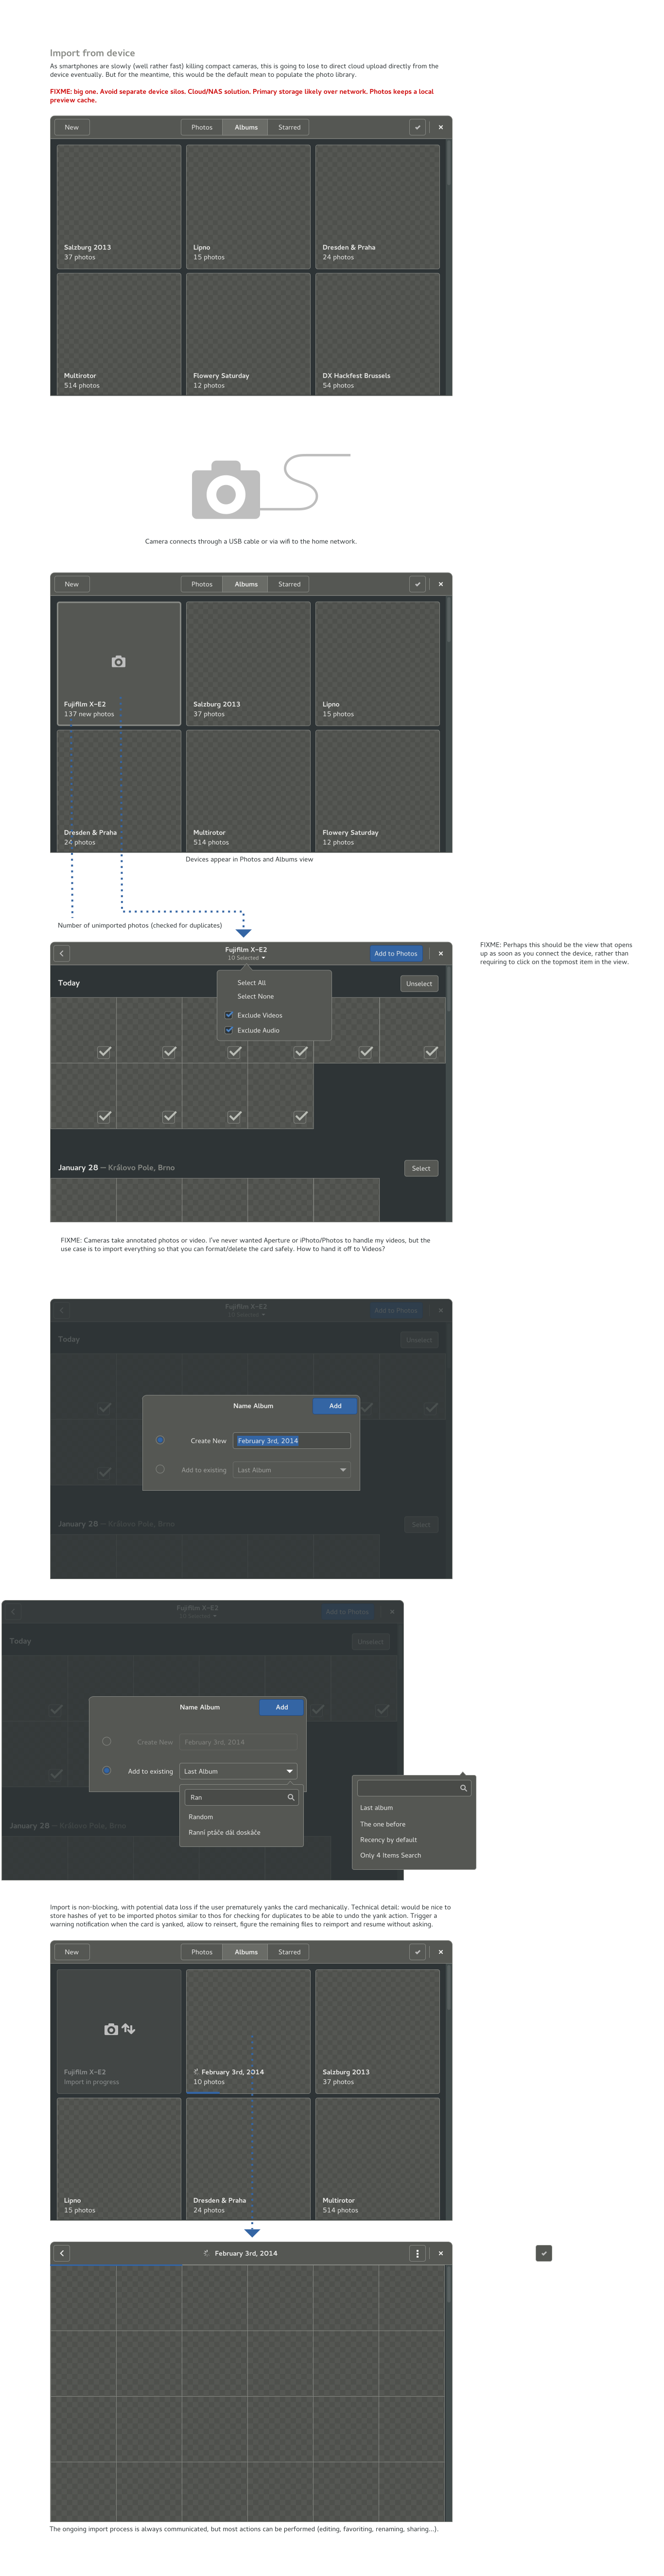 Import from device
As smartphones are slowly (well rather fast) killing compact cameras, this is going to lose to direct cloud upload directly from the
device eventually. But for the meantime, this would be the default mean to populate the photo library.
FIXME: big one. Avoid separate device silos. Cloud/NAS solution. Primary storage likely over network. Photos keeps a local
preview cache.
New
Photos
Albums
Starred
Salzburg 2013
37 photos
Lipno
15 photos
Dresden & Praha
24 photos
Multirotor
514 photos
Flowery Saturday
12 photos
DX Hackfest Brussels
54 photos
Camera connects through a USB cable or via wifi to the home network.
New
Photos
Albums
Starred
Fujifilm X-E2
137 new photos
Salzburg 2013
37 photos
Lipno
15 photos
Dresden & Praha
24 photos
Multirotor
514 photos
Flowery Saturday
12 photos
Devices appear in Photos and Albums view
Number of unimported photos (checked for duplicates)
Fujifilm X-E2
10 Selected
Add to Photos
FIXME: Perhaps this should be the view that opens
up as soon as you connect the device, rather than
requiring to click on the topmost item in the view.
Today
Unselect
Select All
Select None
Exclude Videos
Exclude Audio
January 28 — Královo Pole, Brno
Select
FIXME: Cameras take annotated photos or video. I've never wanted Aperture or iPhoto/Photos to handle my videos, but the
use case is to import everything so that you can format/delete the card safely. How to hand it off to Videos?
Fujifilm X-E2
10 Selected
Add to Photos
Today
Unselect
Name Album
Add
Create New
February 3rd, 2014
Add to existing
Last Album
January 28 — Královo Pole, Brno
Select
Fujifilm X-E2
10 Selected
Add to Photos
Today
Unselect
Name Album
Add
Create New
February 3rd, 2014
Add to existing
Last Album
Ran
Random
Ranní ptáče dál doskáče
Last album
The one before
Recency by default
Only 4 Items Search
January 28 — Královo Pole, Brno
Import is non-blocking, with potential data loss if the user prematurely yanks the card mechanically. Technical detail: would be nice to
store hashes of yet to be imported photos similar to thos for checking for duplicates to be able to undo the yank action. Trigger a
warning notification when the card is yanked, allow to reinsert, figure the remaining files to reimport and resume without asking.
New
Photos
Albums
Starred
Fujifilm X-E2
Import in progress
February 3rd, 2014
10 photos
Salzburg 2013
37 photos
Lipno
15 photos
Dresden & Praha
24 photos
Multirotor
514 photos
February 3rd, 2014
The ongoing import process is always communicated, but most actions can be performed (editing, favoriting, renaming, sharing...).